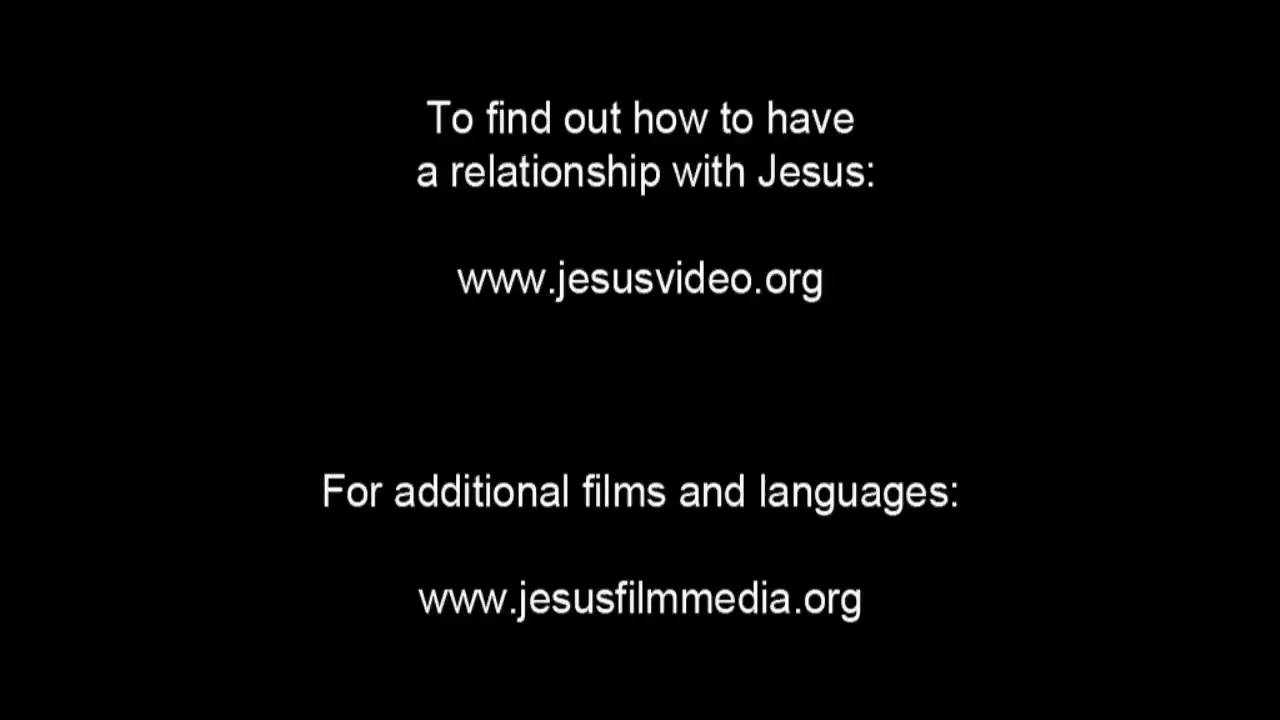 To find out how to have
a relationship with Jesus:
www.jesusvideo.org
For additional films and languages:
www.jesusfilmmedia.org